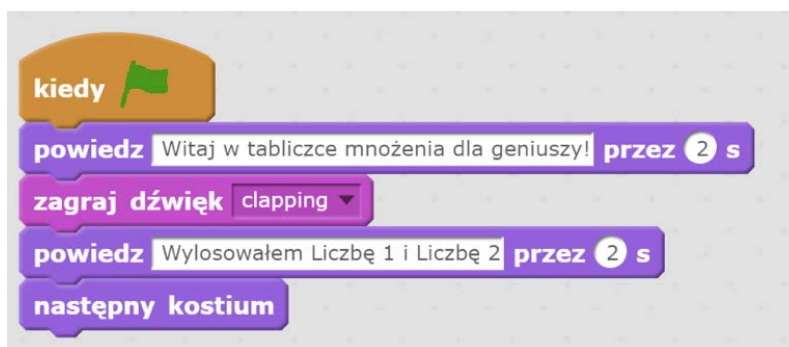 kiedy
powiedz Witaj w tabliczce mnożenia dla geniuszy! przez 2 s
zagraj dźwięk clapping
powiedz Wylosowałem Liczbę 1 i Liczbę 2 przez 2 s
następny kostium